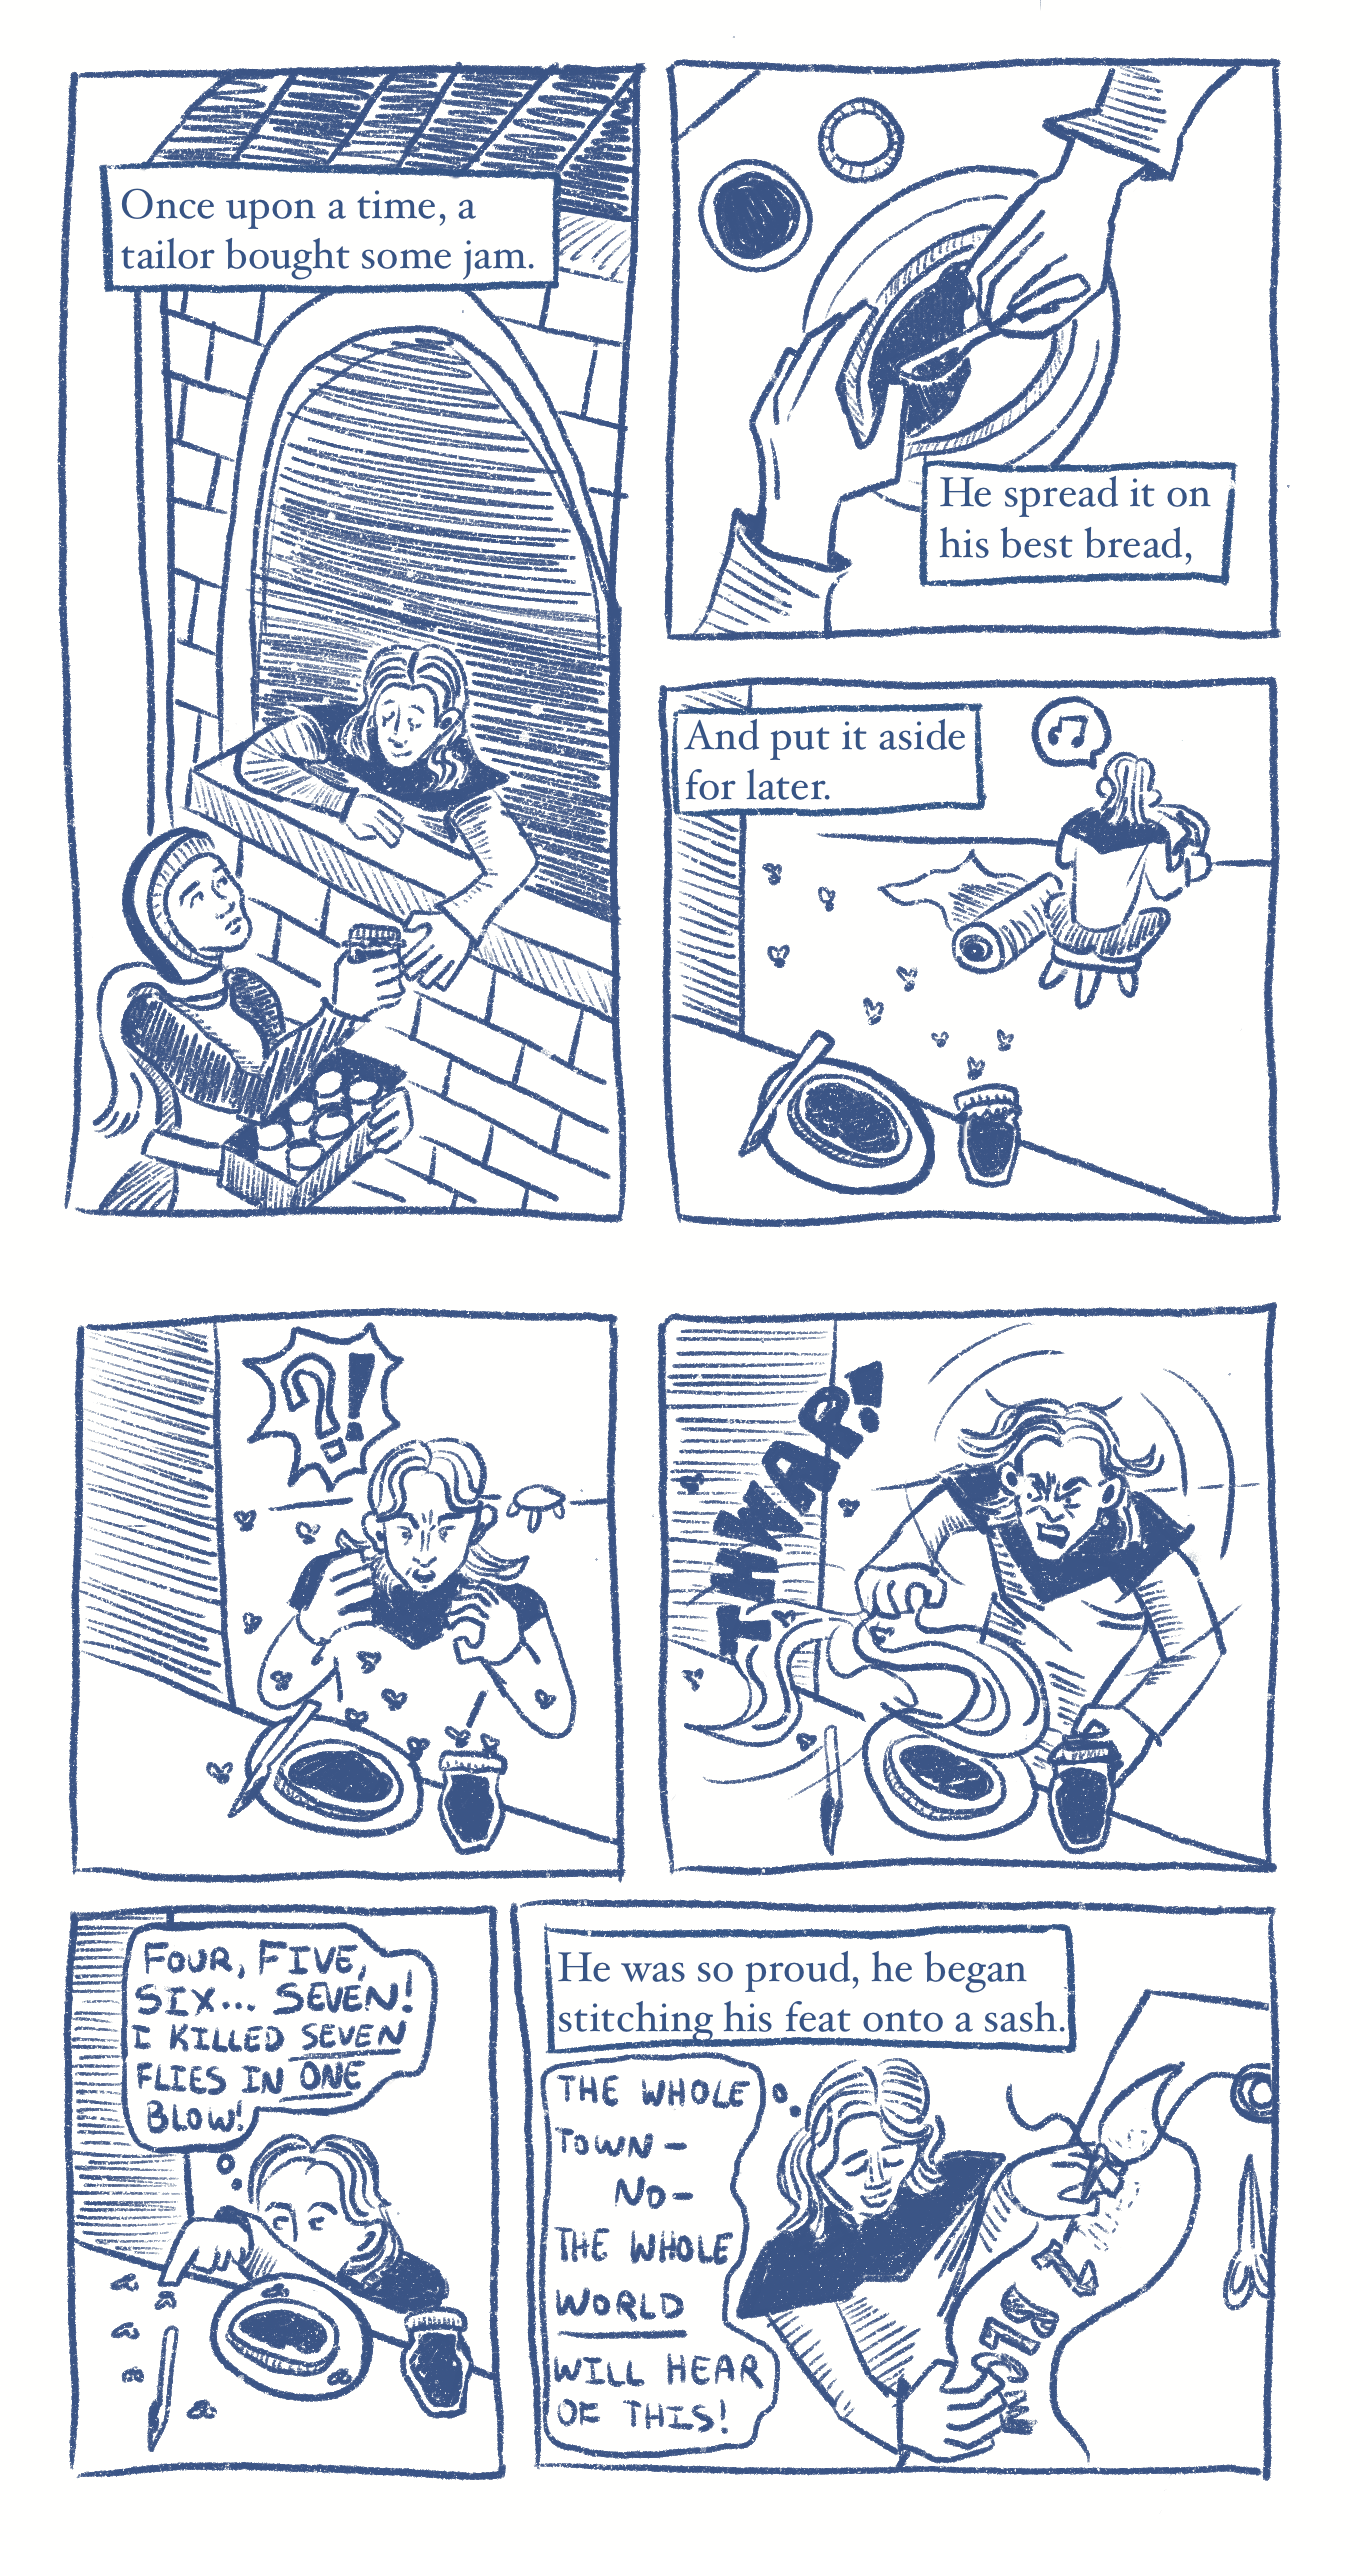 Once upon a time, a
tailor bought some jam.
He spread it on
his best bread,
And put it aside
for later.
?!
THWAP!
FOUR, FIVE,
SIX... SEVEN!
I KILLED SEVEN
FLIES IN ONE
BLOW!
He was so proud, he began
stitching his feat onto a sash.
THE WHOLE
TOWN-
NO-
THE WHOLE
WORLD
WILL HEAR
OF THIS!